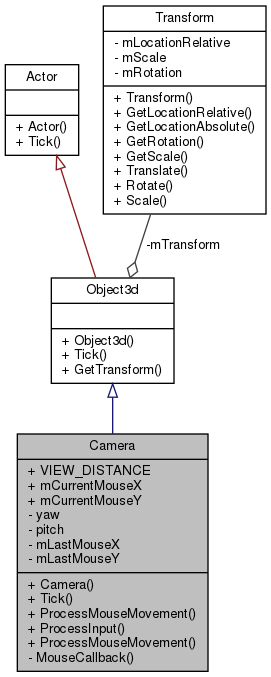 Transform
- mLocationRelative
- mScale
- mRotation
+ Transform()
+ GetLocationRelative()
+ GetLocationAbsolute()
+ GetRotation()
+ GetScale()
+ Translate()
+ Rotate()
+ Scale()
Actor
+ Actor()
+ Tick()
-mTransform
Object3d
+ Object3d()
+ Tick()
+ GetTransform()
Camera
+ VIEW_DISTANCE
+ mCurrentMouseX
+ mCurrentMouseY
- yaw
- pitch
- mLastMouseX
- mLastMouseY
+ Camera()
+ Tick()
+ ProcessMouseMovement()
+ ProcessInput()
+ ProcessMouseMovement()
- MouseCallback()